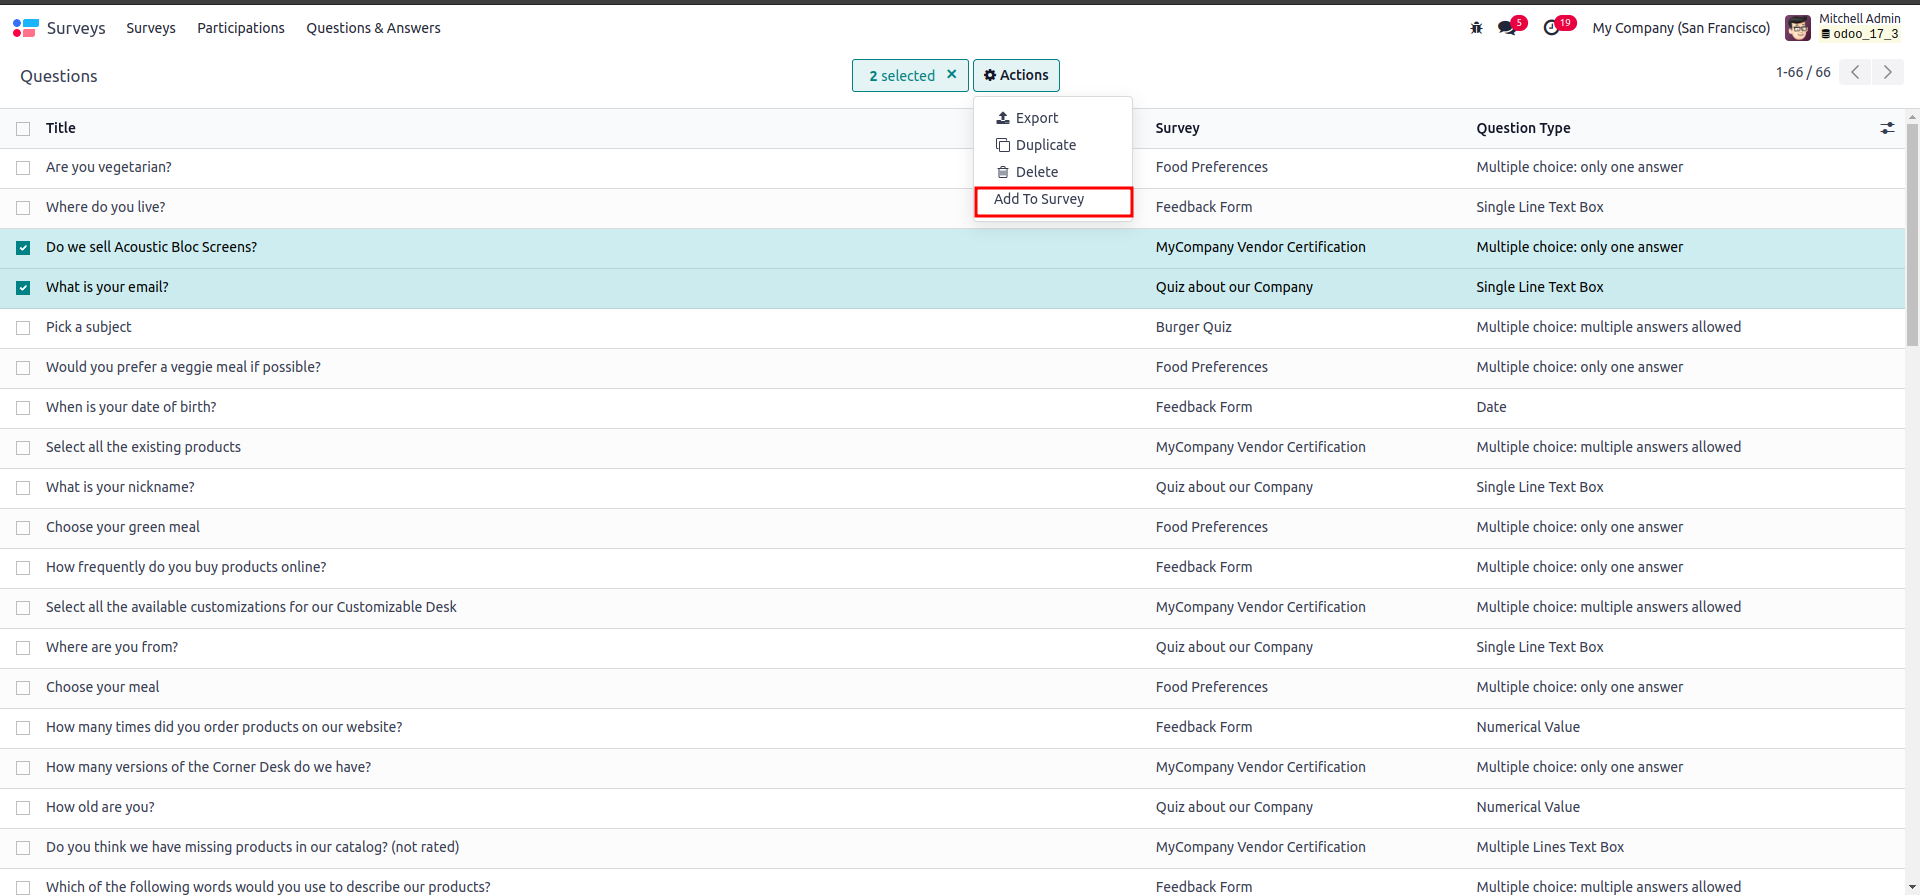 Surveys Surveys Participations Questions & Answers 5 19 My Company (San Francisco) Mitchell Admin
odoo_17_3
Questions 2 selected × Actions 1-66 / 66
Export
Duplicate
Delete
Add To Survey
Title Survey Question Type
Are you vegetarian? Food Preferences Multiple choice: only one answer
Where do you live? Feedback Form Single Line Text Box
Do we sell Acoustic Bloc Screens? MyCompany Vendor Certification Multiple choice: only one answer
What is your email? Quiz about our Company Single Line Text Box
Pick a subject Burger Quiz Multiple choice: multiple answers allowed
Would you prefer a veggie meal if possible? Food Preferences Multiple choice: only one answer
When is your date of birth? Feedback Form Date
Select all the existing products MyCompany Vendor Certification Multiple choice: multiple answers allowed
What is your nickname? Quiz about our Company Single Line Text Box
Choose your green meal Food Preferences Multiple choice: only one answer
How frequently do you buy products online? Feedback Form Multiple choice: only one answer
Select all the available customizations for our Customizable Desk MyCompany Vendor Certification Multiple choice: multiple answers allowed
Where are you from? Quiz about our Company Single Line Text Box
Choose your meal Food Preferences Multiple choice: only one answer
How many times did you order products on our website? Feedback Form Numerical Value
How many versions of the Corner Desk do we have? MyCompany Vendor Certification Multiple choice: only one answer
How old are you? Quiz about our Company Numerical Value
Do you think we have missing products in our catalog? (not rated) MyCompany Vendor Certification Multiple Lines Text Box
Which of the following words would you use to describe our products? Feedback Form Multiple choice: multiple answers allowed